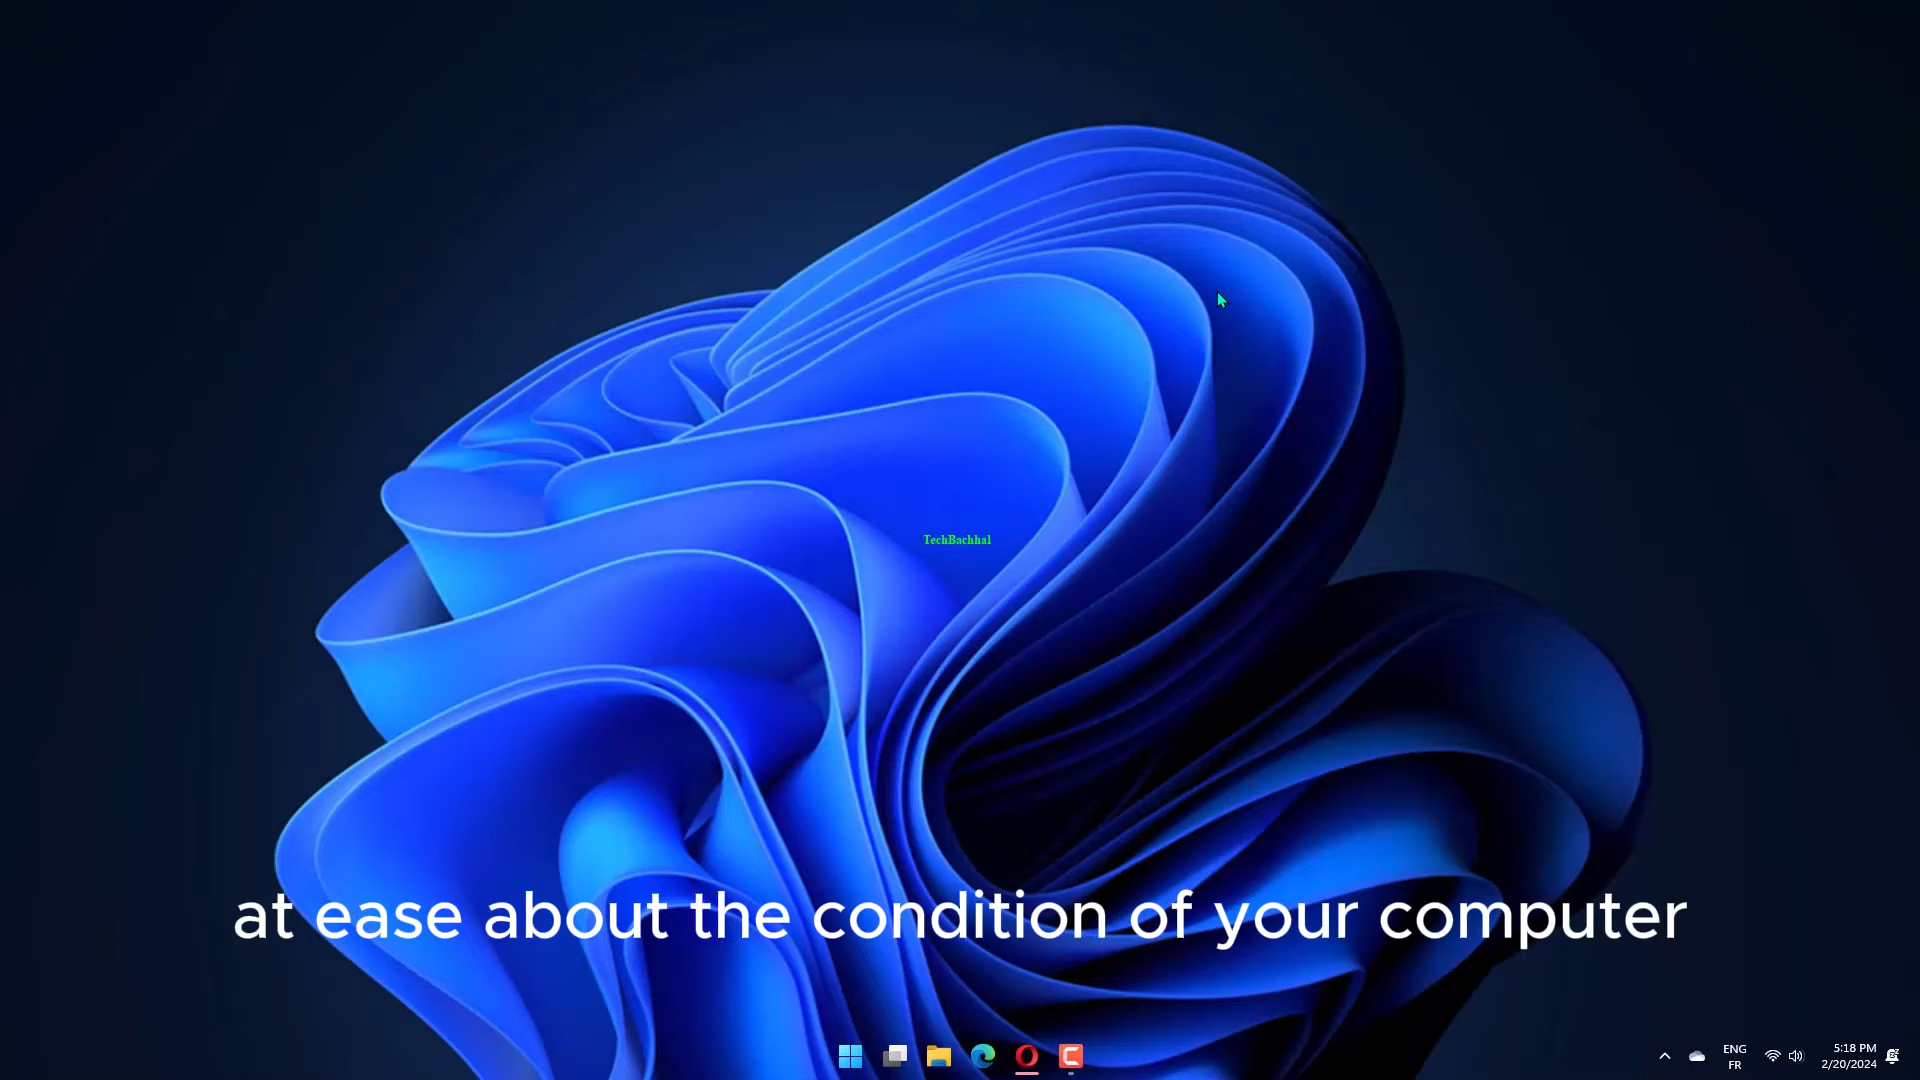 TechBachhal
at ease about the condition of your computer
ENG
FR
5:18 PM
2/20/2024